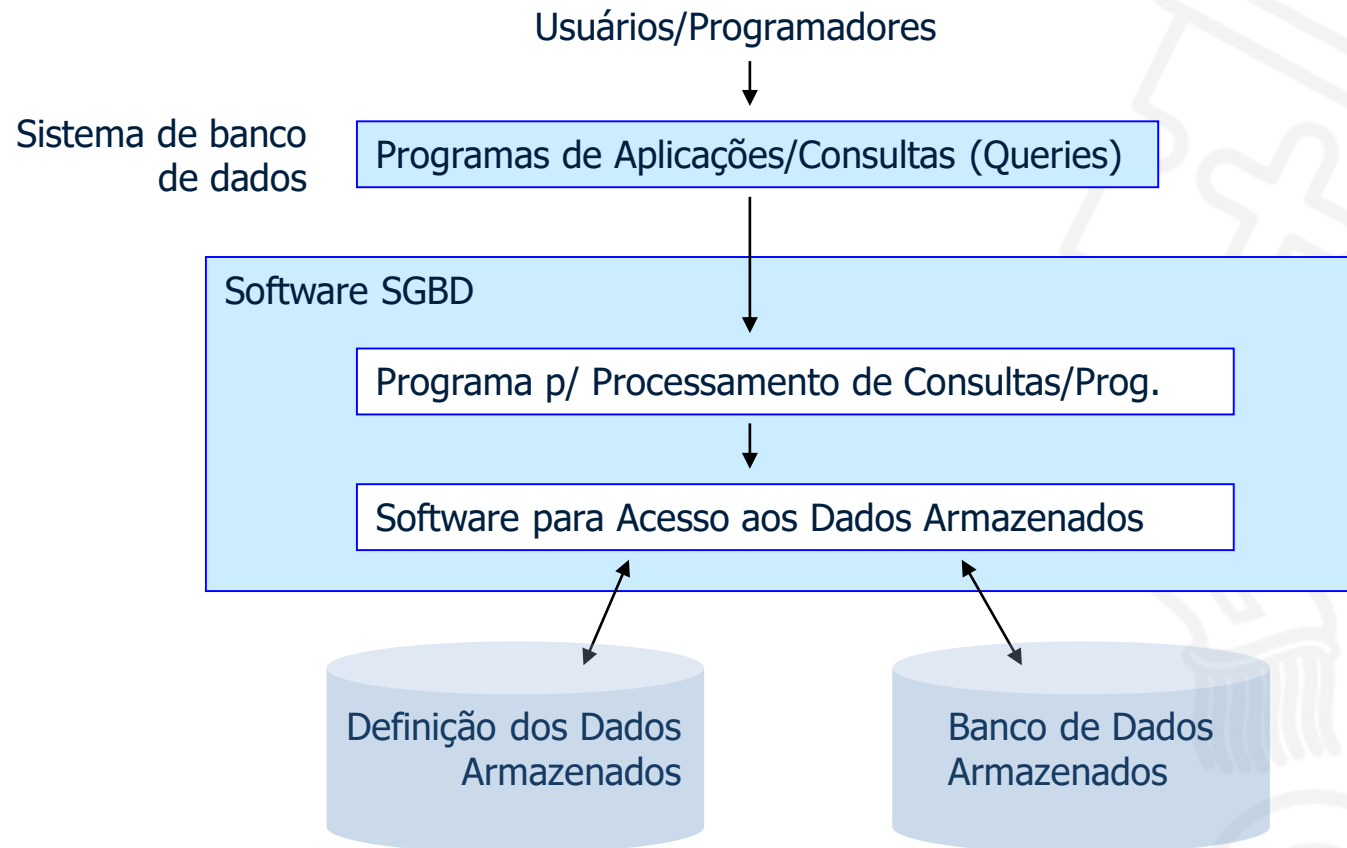 Usuários/Programadores
Sistema de banco
de dados
Programas de Aplicações/Consultas (Queries)
Software SGBD
Programa p/ Processamento de Consultas/Prog.
Software para Acesso aos Dados Armazenados
Definição dos Dados
Armazenados
Banco de Dados
Armazenados